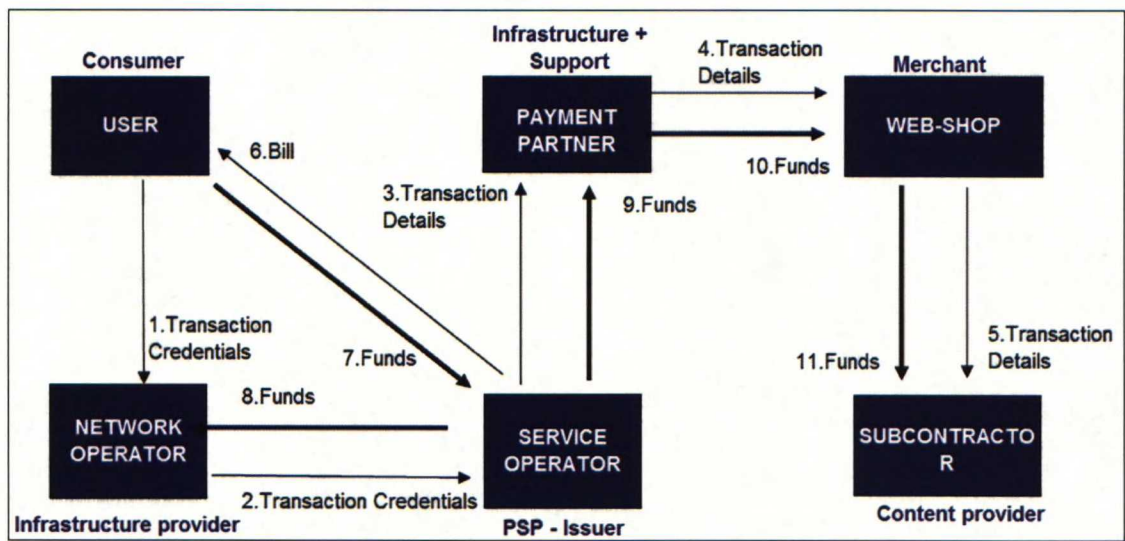 Consumer
USER
Infrastructure +
Support
PAYMENT
PARTNER
4.Transaction
Details
Merchant
WEB-SHOP
6.Bill
3.Transaction
Details
9.Funds
10.Funds
1.Transaction
Credentials
7.Funds
8.Funds
11.Funds
5.Transaction
Details
NETWORK
OPERATOR
SERVICE
OPERATOR
SUBCONTRACTO
R
2.Transaction Credentials
Infrastructure provider
PSP - Issuer
Content provider